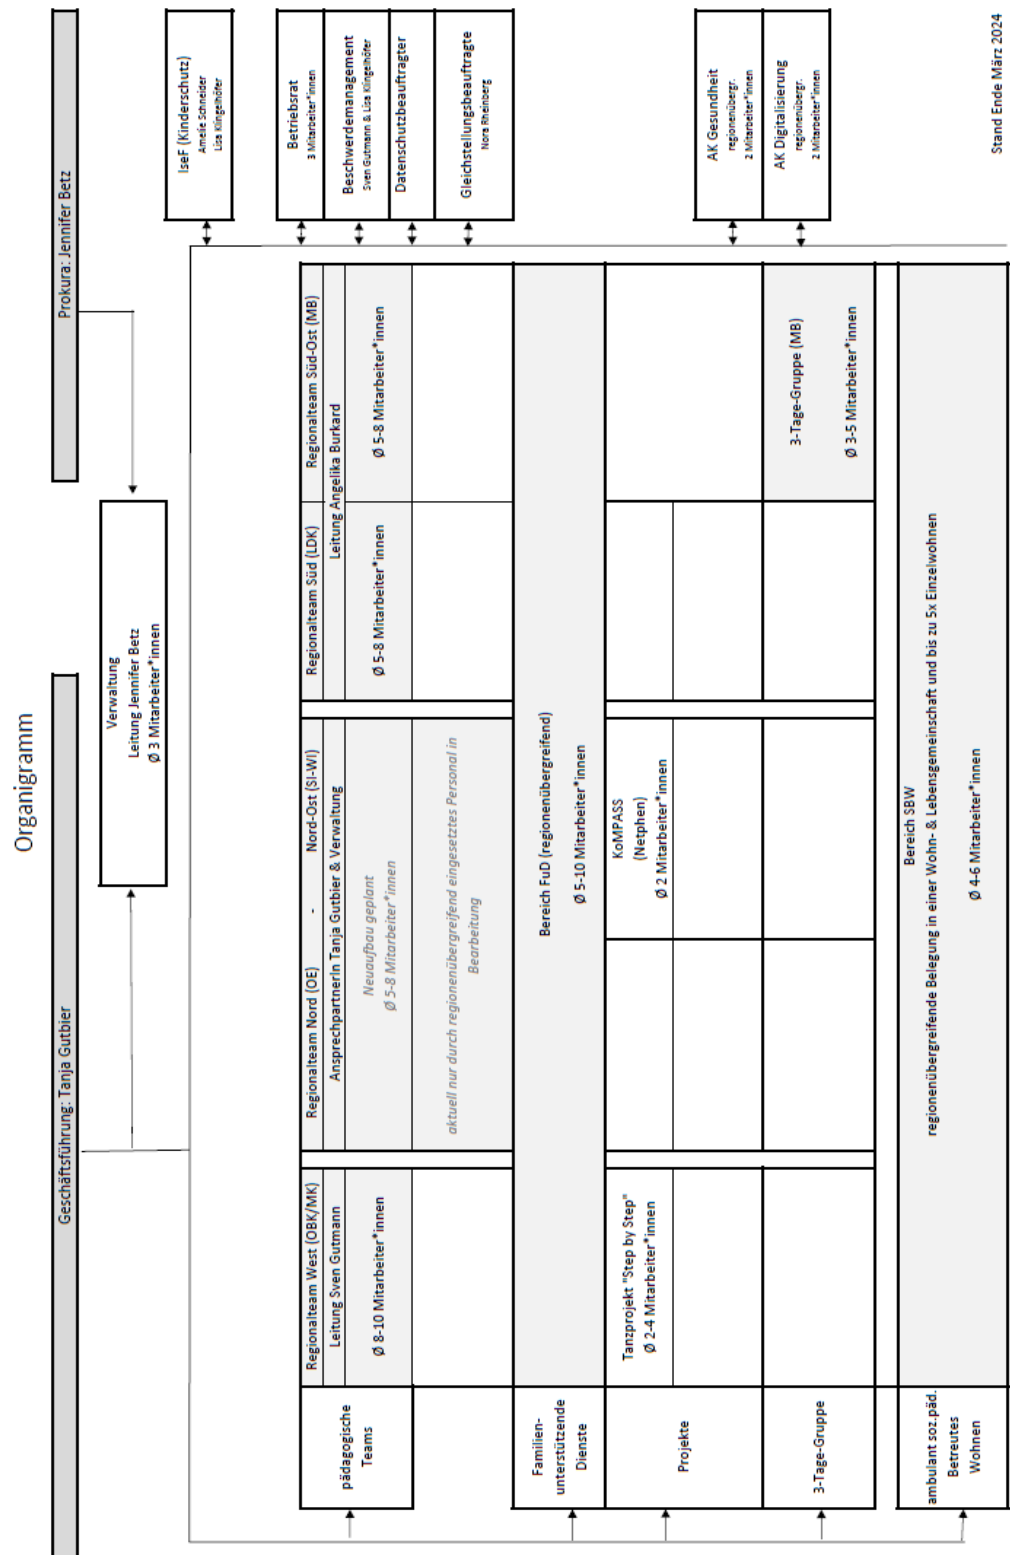 Organigramm
Geschäftsführung: Tanja Gutbier
Prokura: Jennifer Betz
Verwaltung
Leitung Jennifer Betz
Ø 3 Mitarbeiter*innen
IseF (Kinderschutz)
Amelie Schneider
Lisa Klingelhöfer
Betriebsrat
3 Mitarbeiter*innen
Beschwerdemanagement
Sven Gutmann & Lisa Klingelhöfer
Datenschutzbeauftragter
Gleichstellungsbeauftragte
Nora Rheinberg
AK Gesundheit
regionenübergr.
2 Mitarbeiter*innen
AK Digitalisierung
regionenübergr.
2 Mitarbeiter*innen
pädagogische
Teams
Regionalteam West (OBK/MK)
Leitung Sven Gutmann
Ø 8-10 Mitarbeiter*innen
Regionalteam Nord (OE) - Nord-Ost (SI-WI)
AnsprechpartnerIn Tanja Gutbier & Verwaltung
Neuaufbau geplant
Ø 5-8 Mitarbeiter*innen
aktuell nur durch regionenübergreifend eingesetztes Personal in
Bearbeitung
Regionalteam Süd (LDK)
Regionalteam Süd-Ost (MB)
Leitung Angelika Burkard
Ø 5-8 Mitarbeiter*innen
Ø 5-8 Mitarbeiter*innen
Familien-
unterstützende
Dienste
Bereich FuD (regionenübergreifend)
Ø 5-10 Mitarbeiter*innen
Projekte
Tanzprojekt "Step by Step"
Ø 2-4 Mitarbeiter*innen
KoMPASS
(Netphen)
Ø 2 Mitarbeiter*innen
3-Tage-Gruppe
3-Tage-Gruppe (MB)
Ø 3-5 Mitarbeiter*innen
ambulant soz.päd.
Betreutes
Wohnen
Bereich SBW
regionenübergreifende Belegung in einer Wohn- & Lebensgemeinschaft und bis zu 5x Einzelwohnen
Ø 4-6 Mitarbeiter*innen
Stand Ende März 2024